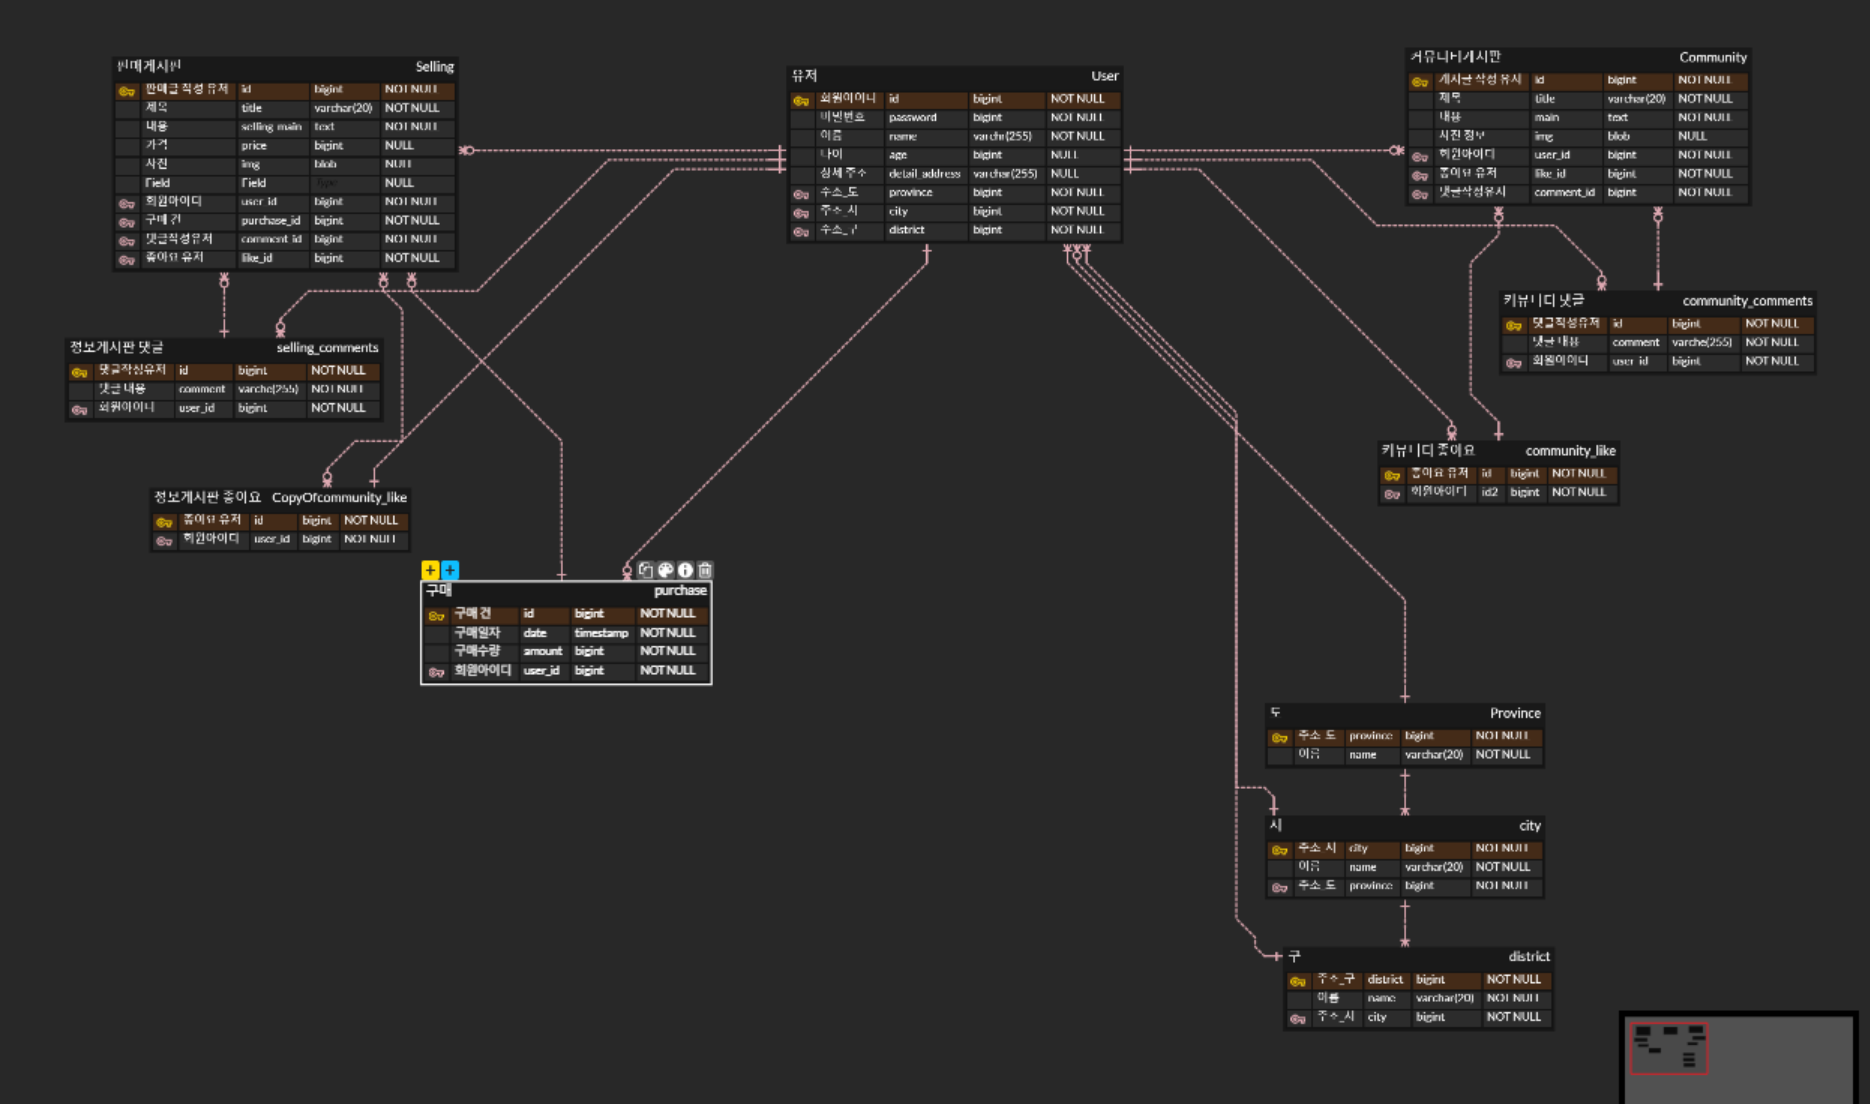 판매게시판 Selling
판매글 작성 유저 id bigint NOT NULL
제목 title varchar(20) NOT NULL
내용 selling main text NOT NULL
가격 price bigint NULL
사진 img blob NULL
Field Field Type NULL
회원아이디 user_id bigint NOT NULL
구매 건 purchase_id bigint NOT NULL
댓글작성유저 comment_id bigint NOT NULL
좋아요 유저 like_id bigint NOT NULL
유저 User
회원아이디 id bigint NOT NULL
비밀번호 password bigint NOT NULL
이름 name varchr(255) NOT NULL
나이 age bigint NULL
상세 주소 detail_address varchar(255) NULL
주소_도 province bigint NOT NULL
주소_시 city bigint NOT NULL
주소_구 district bigint NOT NULL
커뮤니티게시판 Community
게시글 작성 유저 id bigint NOT NULL
제목 title varchar(20) NOT NULL
내용 main text NOT NULL
사진 정보 img blob NULL
회원아이디 user_id bigint NOT NULL
좋아요 유저 like_id bigint NOT NULL
댓글작성유저 comment_id bigint NOT NULL
정보게시판 댓글 selling_comments
댓글작성유저 id bigint NOT NULL
댓글 내용 comment varche(255) NOT NULL
회원아이디 user_id bigint NOT NULL
커뮤니티 댓글 community_comments
댓글작성유저 id bigint NOT NULL
댓글 내용 comment varche(255) NOT NULL
회원아이디 user_id bigint NOT NULL
정보게시판 좋아요 CopyOfcommunity_like
좋아요 유저 id bigint NOT NULL
회원아이디 user_id bigint NOT NULL
커뮤니티 좋아요 community_like
좋아요 유저 id bigint NOT NULL
회원아이디 id2 bigint NOT NULL
구매 purchase
구매 건 id bigint NOT NULL
구매일자 date timestamp NOT NULL
구매수량 amount bigint NOT NULL
회원아이디 user_id bigint NOT NULL
도 Province
주소_도 province bigint NOT NULL
이름 name varchar(20) NOT NULL
시 city
주소_시 city bigint NOT NULL
이름 name varchar(20) NOT NULL
주소_도 province bigint NOT NULL
구 district
주소_구 district bigint NOT NULL
이름 name varchar(20) NOT NULL
주소_시 city bigint NOT NULL